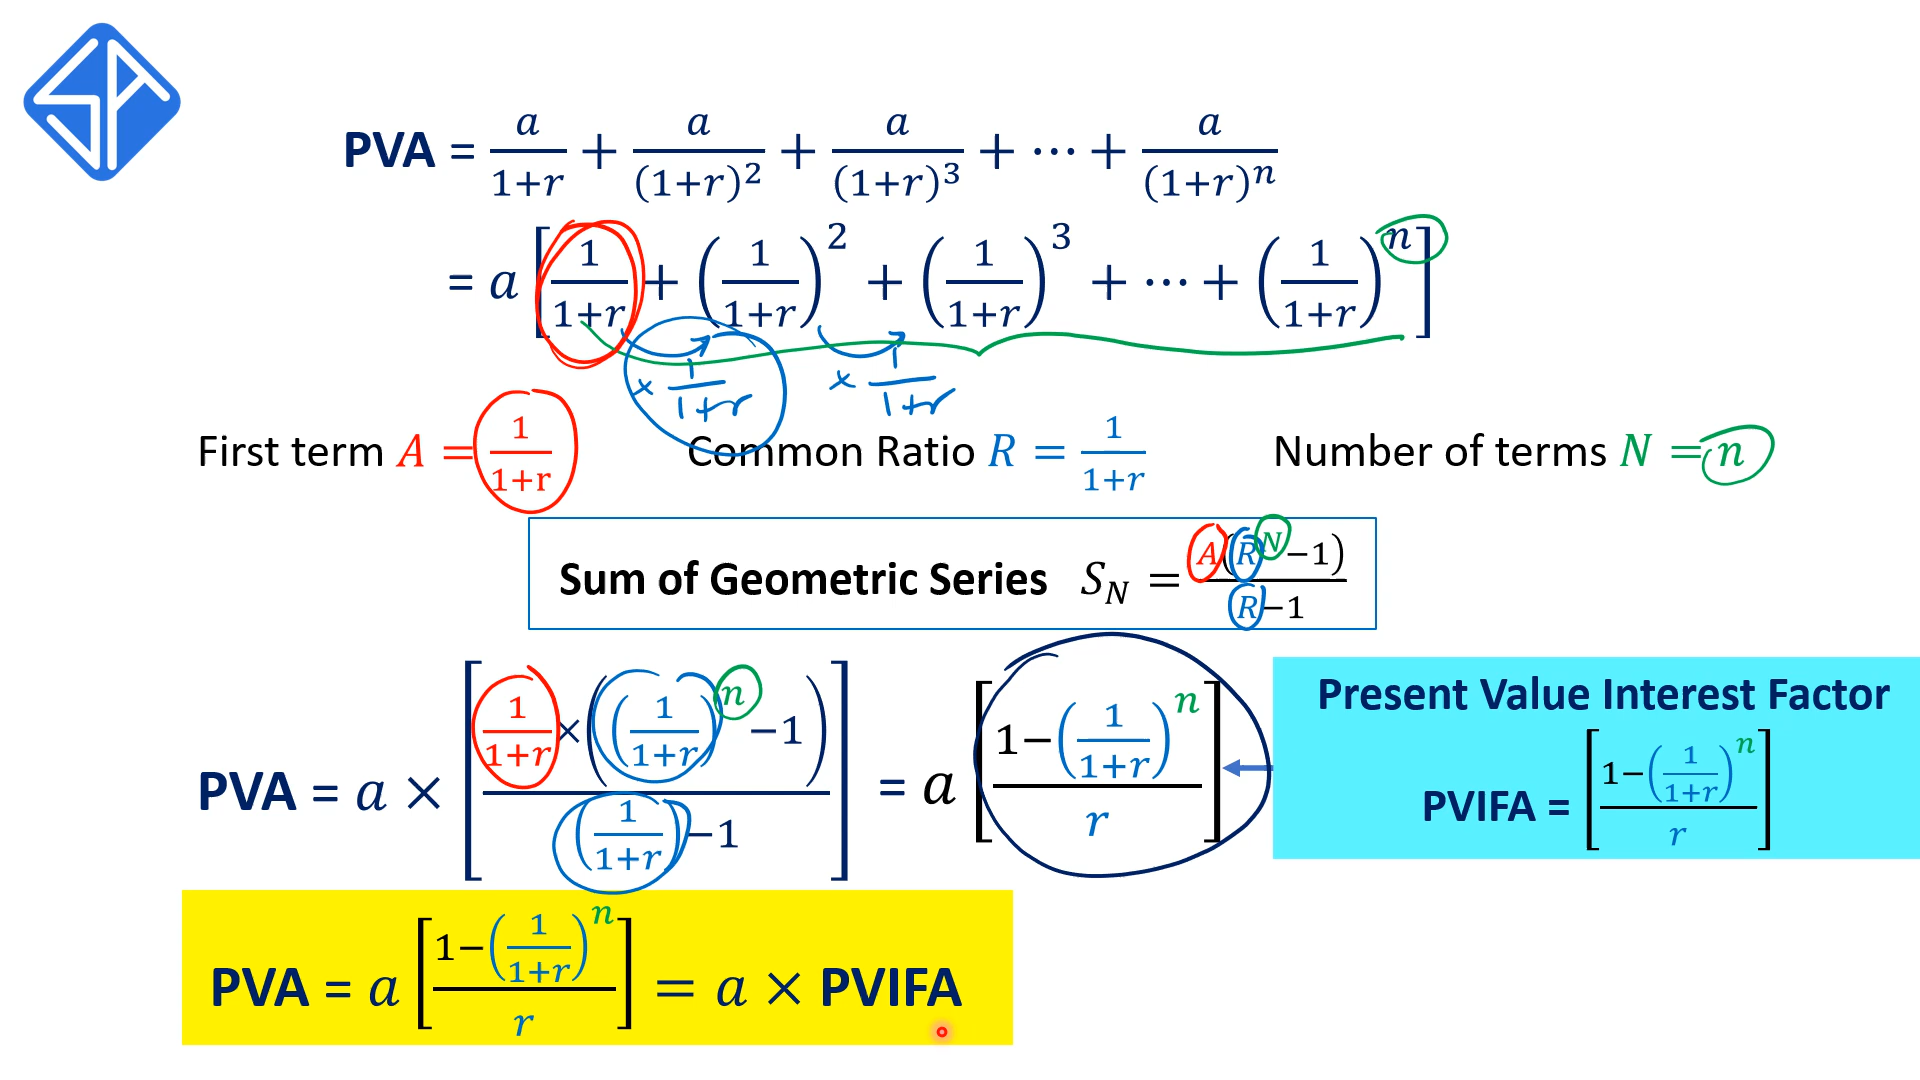 PVA = a/(1+r) + a/(1+r)² + a/(1+r)³ + ⋯ + a/(1+r)ⁿ
= a [ 1/(1+r) + (1/(1+r))² + (1/(1+r))³ + ⋯ + (1/(1+r))ⁿ ]
× 1/(1+r) × 1/(1+r)
First term A = 1/(1+r) Common Ratio R = 1/(1+r) Number of terms N = n
Sum of Geometric Series S_N = A(R^N −1)/(R−1)
PVA = a × [ 1/(1+r) × ((1/(1+r))ⁿ −1) / ((1/(1+r)) −1) ] = a [ (1−(1/(1+r))ⁿ)/r ]
Present Value Interest Factor
PVIFA = [ (1−(1/(1+r))ⁿ)/r ]
PVA = a [ (1−(1/(1+r))ⁿ)/r ] = a × PVIFA